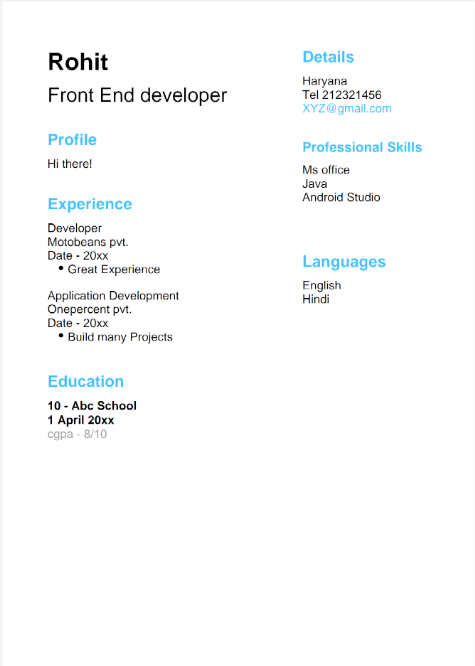 Rohit
Front End developer
Profile
Hi there!
Experience
Developer
Motobeans pvt.
Date - 20xx
• Great Experience
Application Development
Onepercent pvt.
Date - 20xx
• Build many Projects
Education
10 - Abc School
1 April 20xx
cgpa - 8/10
Details
Haryana
Tel 212321456
XYZ@gmail.com
Professional Skills
Ms office
Java
Android Studio
Languages
English
Hindi